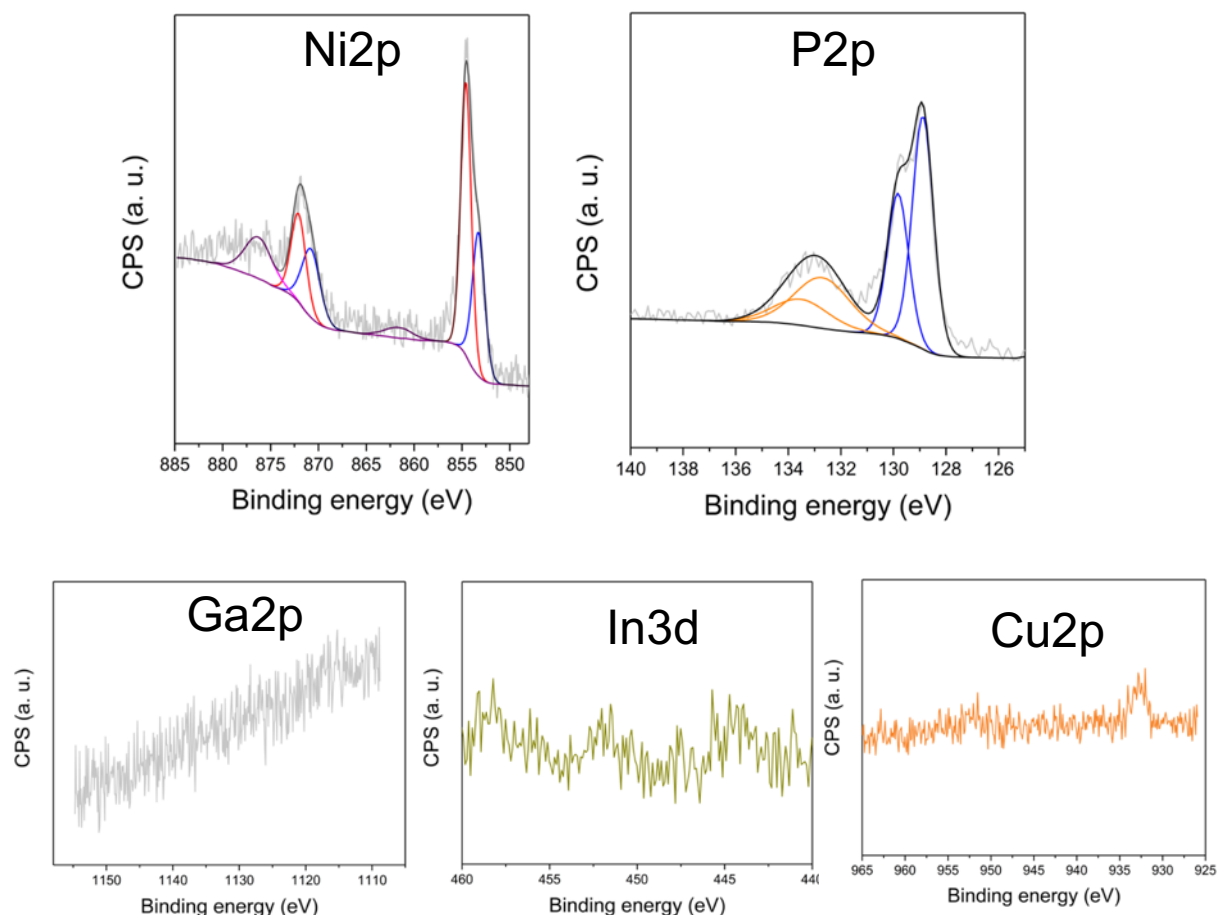 Ni2p
P2p
CPS (a. u.)
CPS (a. u.)
885 880 875 870 865 860 855 850
140 138 136 134 132 130 128 126
Binding energy (eV)
Binding energy (eV)
Ga2p
In3d
Cu2p
CPS (a. u.)
CPS (a. u.)
CPS (a. u.)
1150 1140 1130 1120 1110
460 455 450 445 440
965 960 955 950 945 940 935 930 925
Binding energy (eV)
Binding energy (eV)
Binding energy (eV)